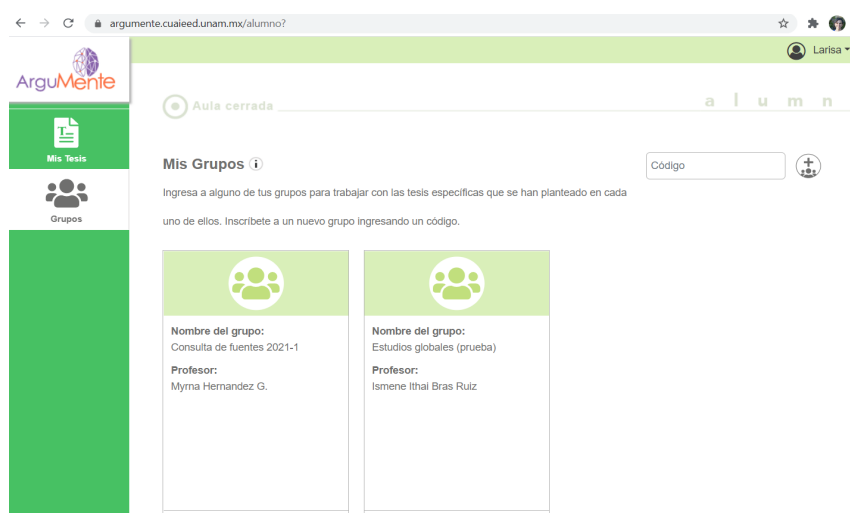 argumente.cuaieed.unam.mx/alumno?
Larisa
ArguMente
Aula cerrada
alumn
Mis Tesis
Mis Grupos i
Código
Ingresa a alguno de tus grupos para trabajar con las tesis específicas que se han planteado en cada
uno de ellos. Inscríbete a un nuevo grupo ingresando un código.
Grupos
Nombre del grupo:
Consulta de fuentes 2021-1
Profesor:
Myrna Hernandez G.
Nombre del grupo:
Estudios globales (prueba)
Profesor:
Ismene Ithai Bras Ruiz